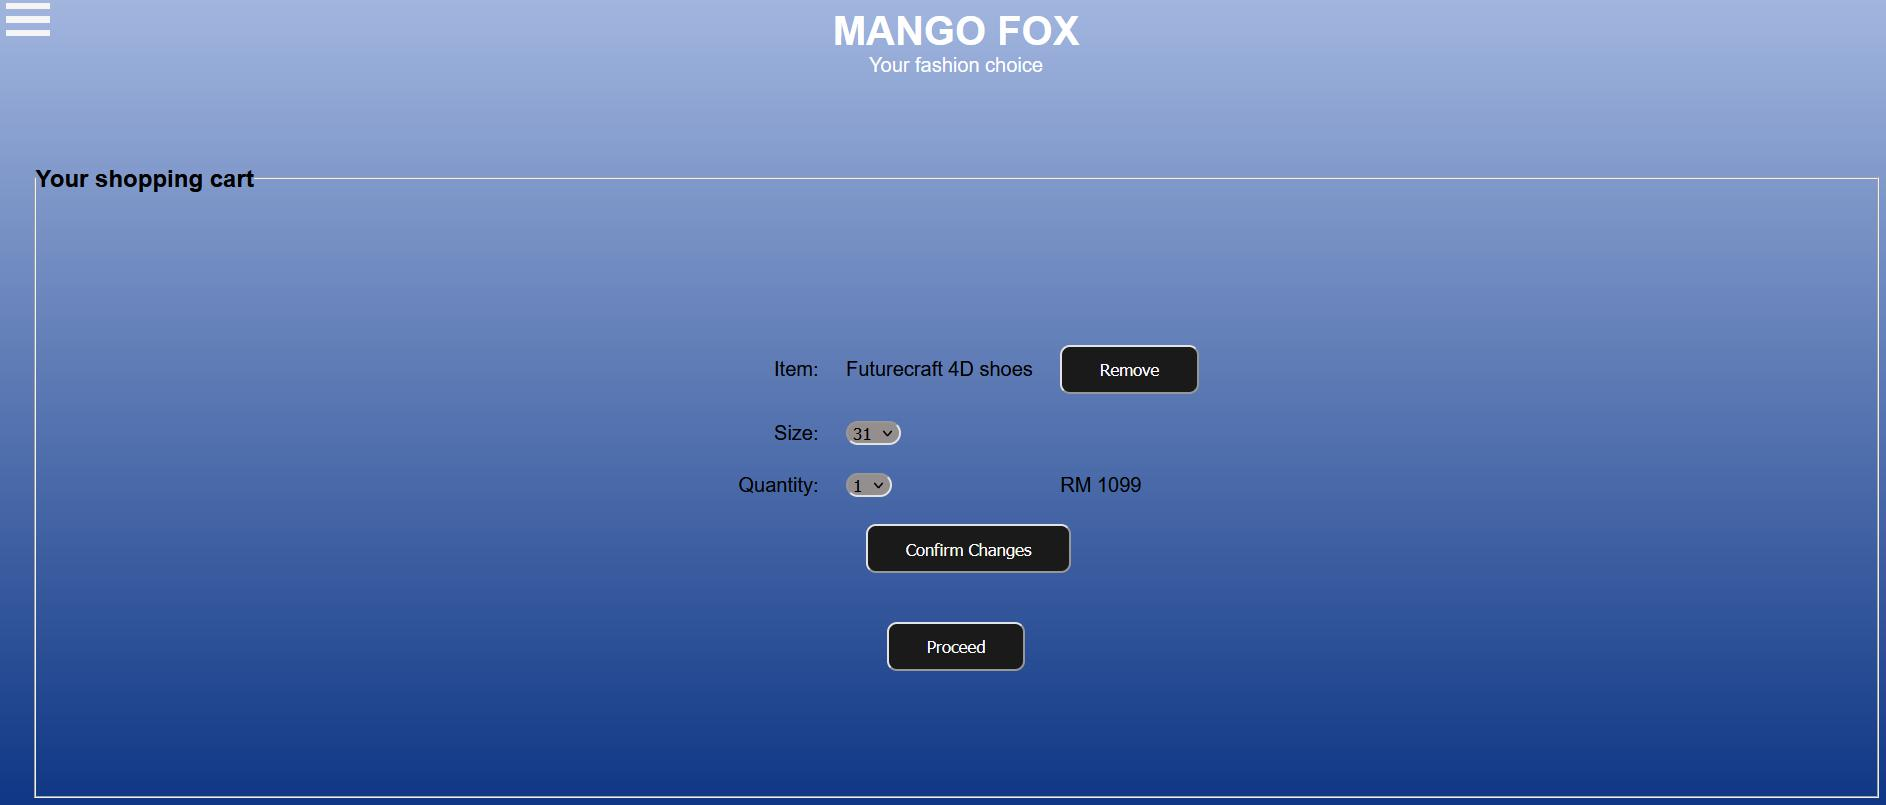 MANGO FOX
Your fashion choice
Your shopping cart
Item: Futurecraft 4D shoes Remove
Size: 31
Quantity: 1 RM 1099
Confirm Changes
Proceed